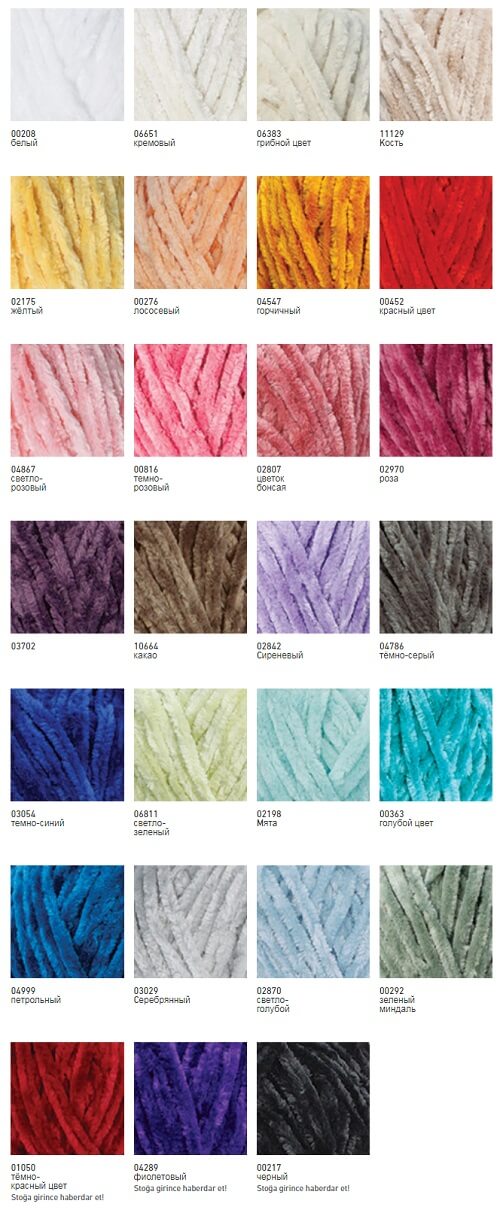 00208
белый
06651
кремовый
06383
грибной цвет
11129
Кость
02175
жёлтый
00276
лососевый
04547
горчичный
00452
красный цвет
04867
светло-
розовый
00816
темно-
розовый
02807
цветок
бонсая
02970
роза
03702
10664
какао
02842
Сиреневый
04786
тёмно-серый
03054
темно-синий
06811
светло-
зеленый
02198
Мята
00363
голубой цвет
04999
петрольный
03029
Серебрянный
02870
светло-
голубой
00292
зеленый
миндаль
01050
тёмно-
красный цвет
Stoğa girince haberdar et!
04289
фиолетовый
Stoğa girince haberdar et!
00217
черный
Stoğa girince haberdar et!